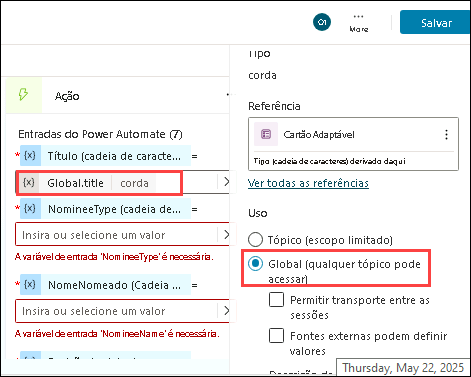 01
More
Salvar
Tipo
corda
Ação
Referência
Entradas do Power Automate (7)
Cartão Adaptável
* {x} Título (cadeia de caracte... =
Tipo (cadeia de caracteres) derivado daqui
{x} Global.title corda
Ver todas as referências
* {x} NomineeType (cadeia de... =
Uso
Insira ou selecione um valor
Tópico (escopo limitado)
A variável de entrada 'NomineeType' é necessária.
Global (qualquer tópico pode
acessar)
* {x} NomeNomeado (Cadeia ... =
Permitir transporte entre as
sessões
Insira ou selecione um valor
Fontes externas podem definir
valores
A variável de entrada 'NomineeName' é necessária.
Thursday, May 22, 2025